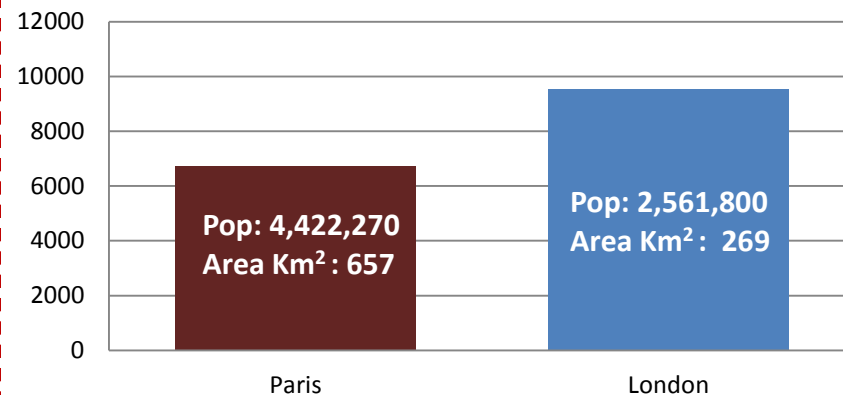 12000
10000
8000
6000
4000
2000
0
Pop: 4,422,270
Area Km² : 657
Pop: 2,561,800
Area Km² :  269
Paris
London